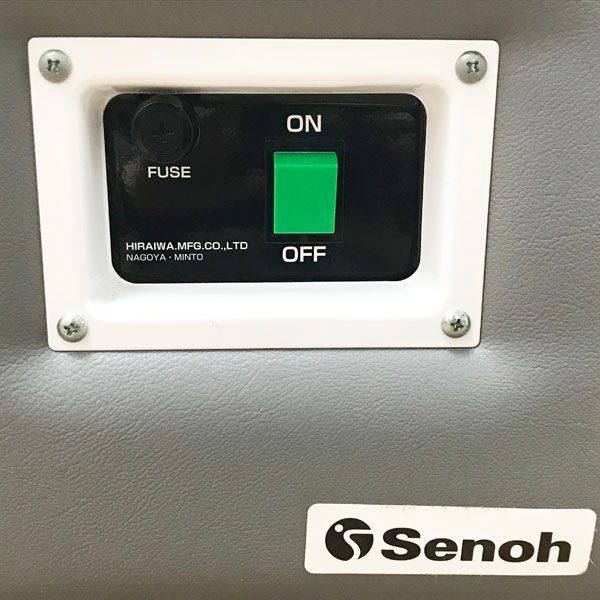 ON
FUSE
HIRAIWA.MFG.CO.,LTD
NAGOYA・MINTO
OFF
Senoh